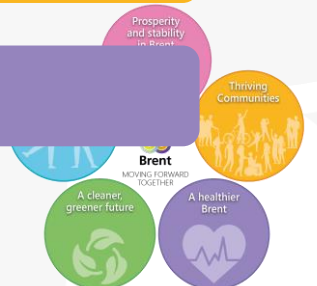 Prosperity
and stability
in Brent
Thriving
Communities
Brent
MOVING FORWARD
TOGETHER
A cleaner,
greener future
A healthier
Brent